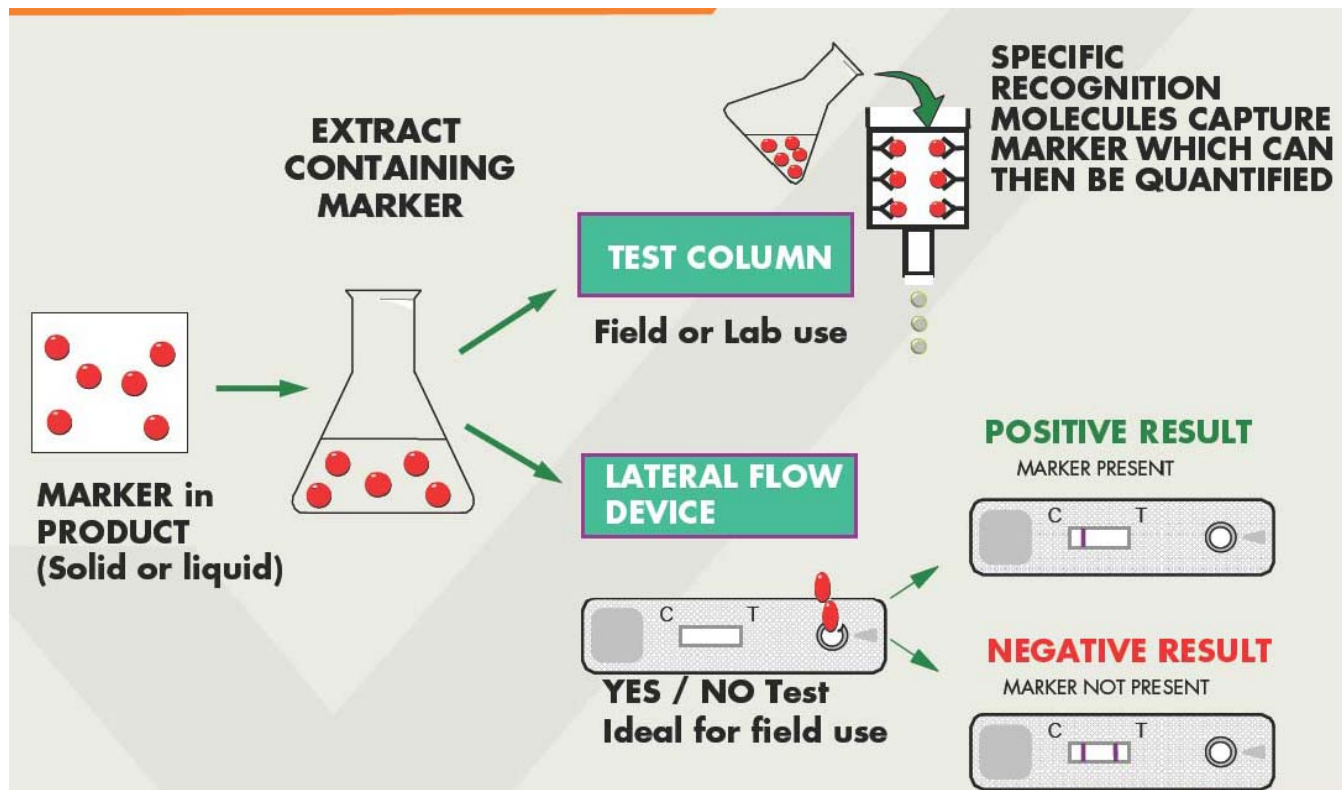 EXTRACT
CONTAINING
MARKER
SPECIFIC
RECOGNITION
MOLECULES CAPTURE
MARKER WHICH CAN
THEN BE QUANTIFIED
TEST COLUMN
Field or Lab use
MARKER in
PRODUCT
(Solid or liquid)
LATERAL FLOW
DEVICE
C T
YES / NO Test
Ideal for field use
POSITIVE RESULT
MARKER PRESENT
C T
NEGATIVE RESULT
MARKER NOT PRESENT
C T